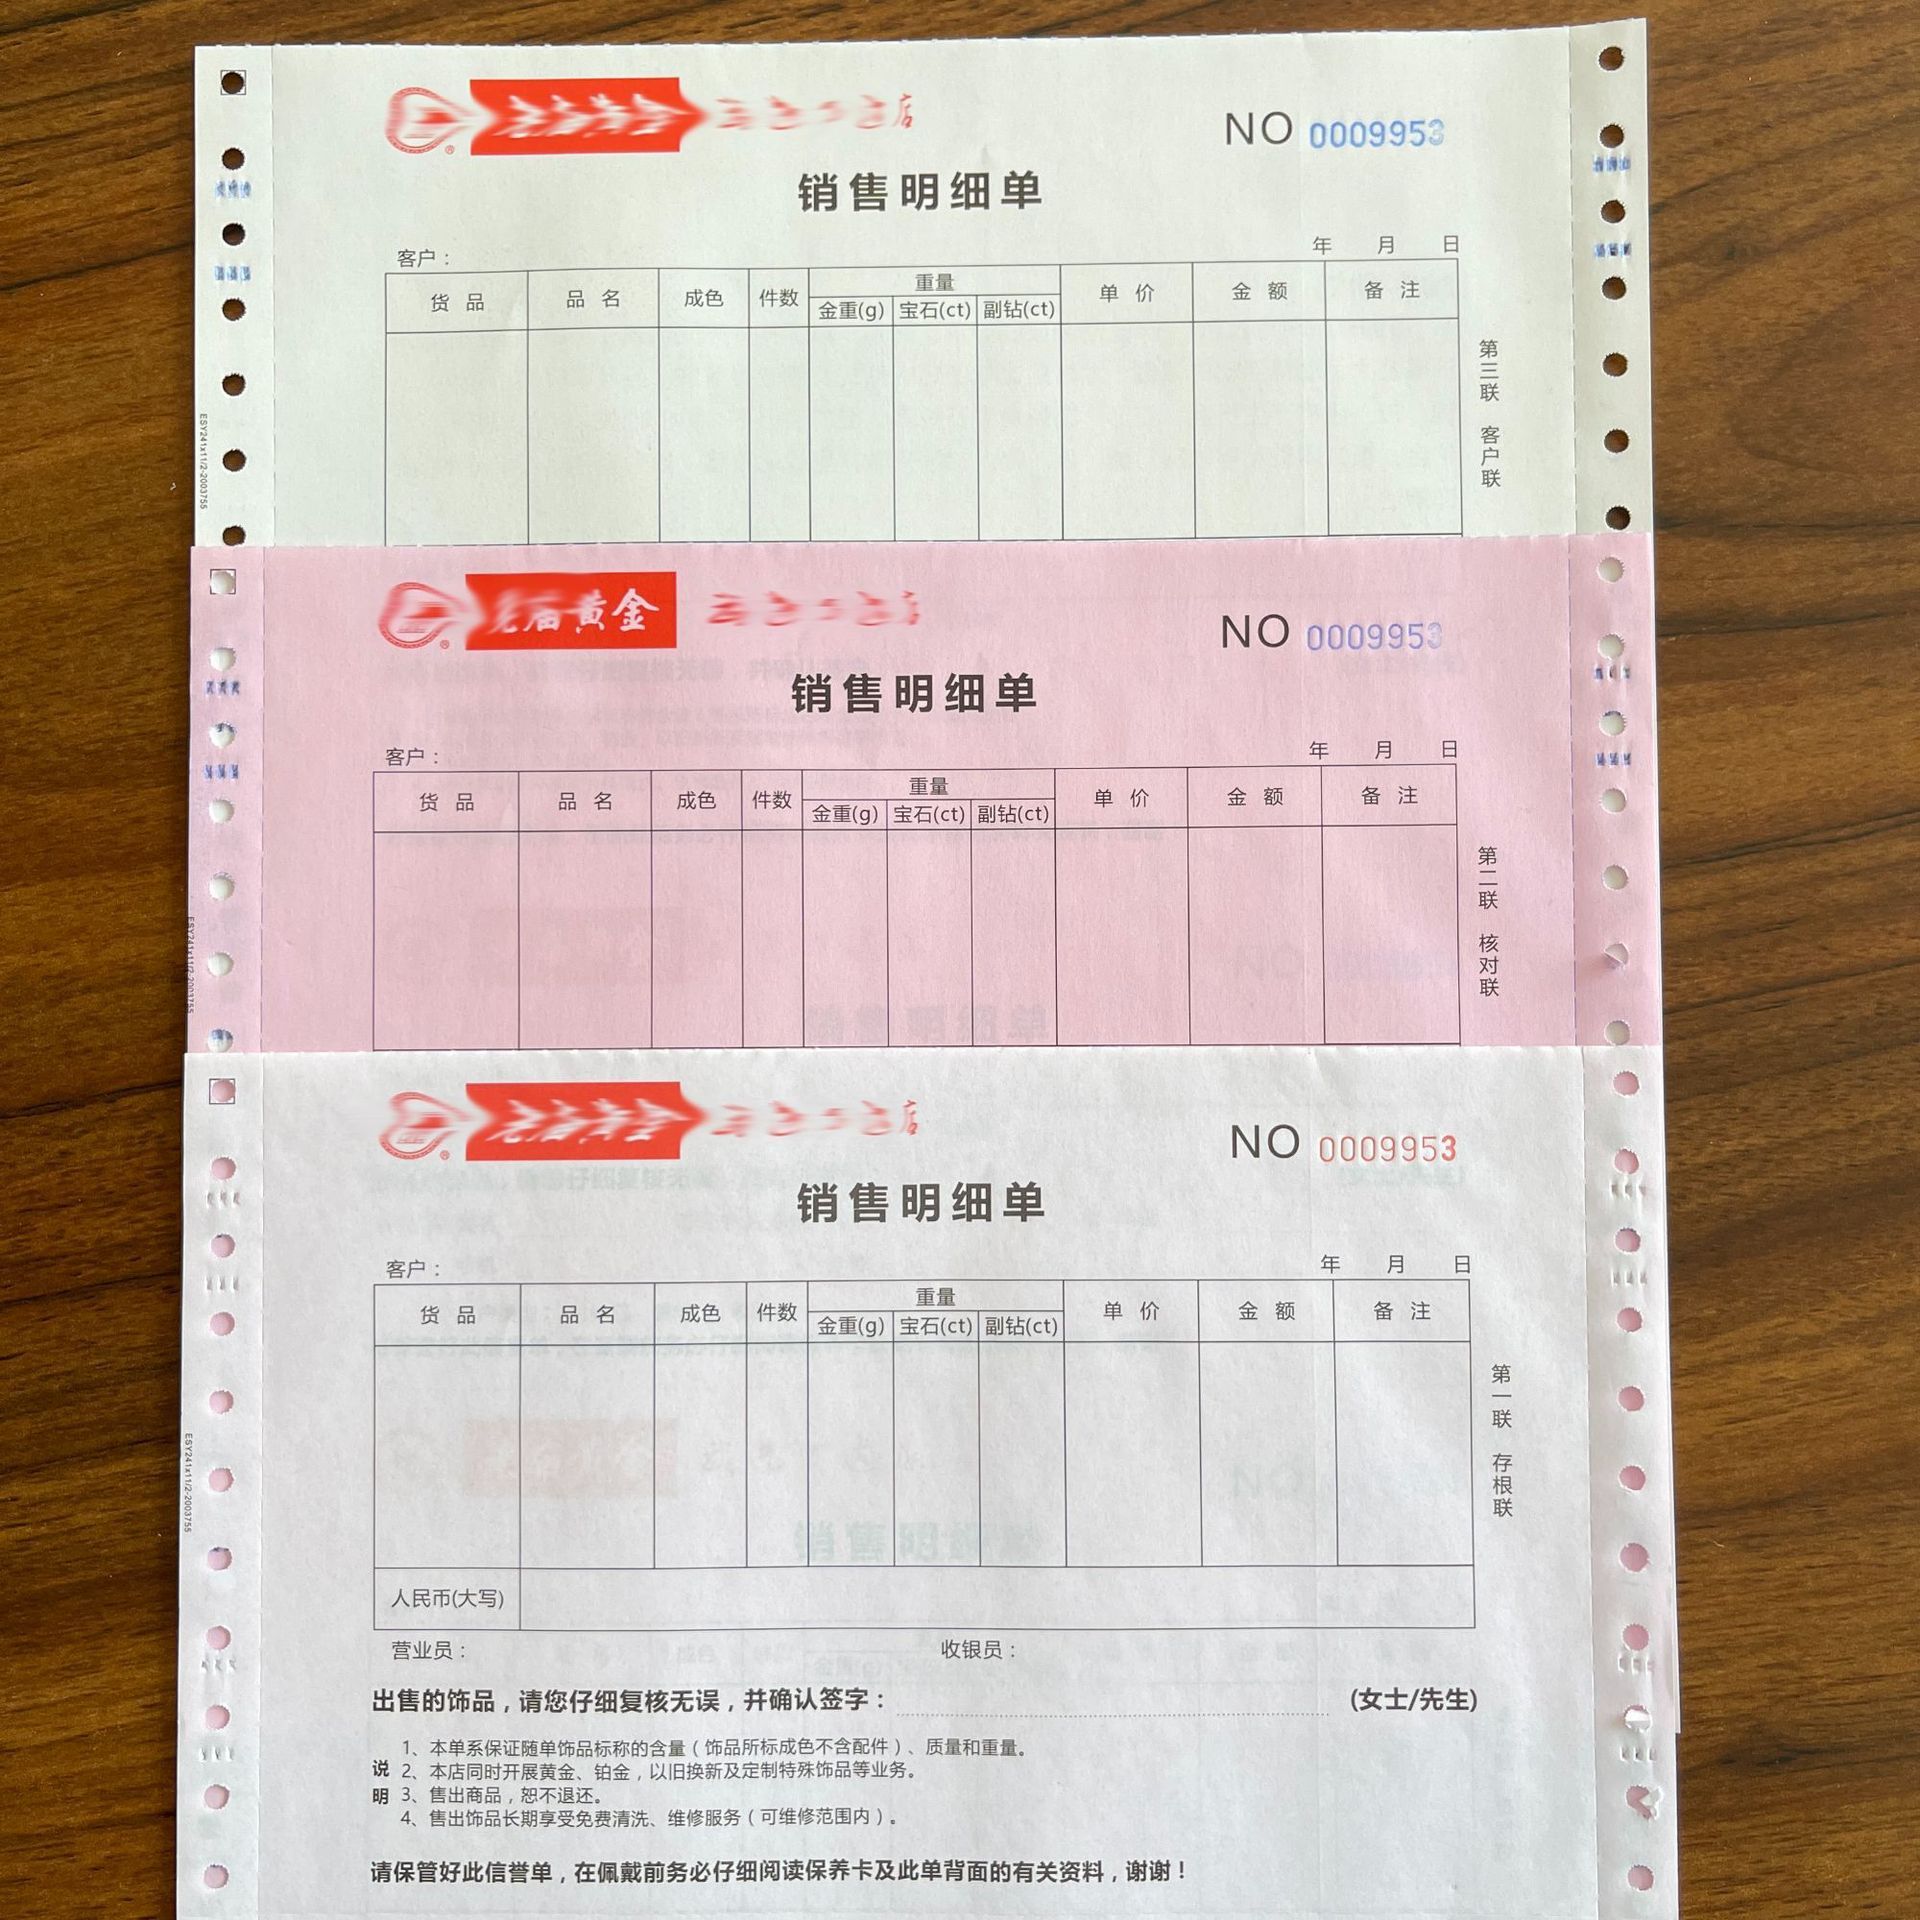 NO 0009953
销售明细单
客户：
年 月 日
货品 品名 成色 件数 重量 单价 金额 备注
金重(g) 宝石(ct) 副钻(ct)
第三联 客户联
ESY241x11/2-2003755
黄金
NO 0009953
销售明细单
客户：
年 月 日
货品 品名 成色 件数 重量 单价 金额 备注
金重(g) 宝石(ct) 副钻(ct)
第二联 核对联
ESY241x11/2-2003755
NO 0009953
销售明细单
客户：
年 月 日
货品 品名 成色 件数 重量 单价 金额 备注
金重(g) 宝石(ct) 副钻(ct)
第一联 存根联
ESY241x11/2-2003755
人民币(大写)
营业员： 收银员：
出售的饰品，请您仔细复核无误，并确认签字： (女士/先生)
说明
1、本单系保证随单饰品标称的含量（饰品所标成色不含配件）、质量和重量。
2、本店同时开展黄金、铂金，以旧换新及定制特殊饰品等业务。
3、售出商品，恕不退还。
4、售出饰品长期享受免费清洗、维修服务（可维修范围内）。
请保管好此信誉单，在佩戴前务必仔细阅读保养卡及此单背面的有关资料，谢谢！